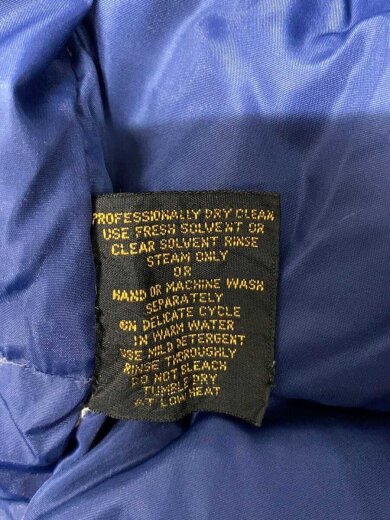 PROFESSIONALLY DRY CLEAN
USE FRESH SOLVENT OR
CLEAR SOLVENT RINSE
STEAM ONLY
OR
HAND OR MACHINE WASH
SEPARATELY
ON DELICATE CYCLE
IN WARM WATER
USE MILD DETERGENT
RINSE THOROUGHLY
DO NOT BLEACH
TUMBLE DRY
AT LOW HEAT